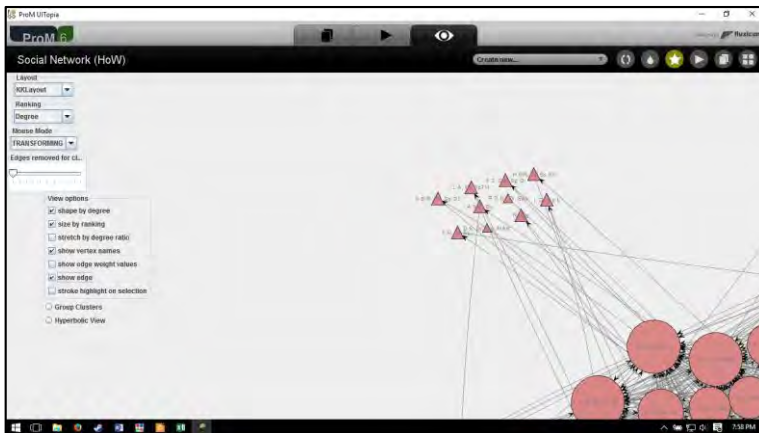 ProM UITopia
ProM 6
Social Network (HoW)
Create new...
Layout
KKLayout
Ranking
Degree
Mouse Mode
TRANSFORMING
Edges removed for cl...
View options
shape by degree
size by ranking
stretch by degree ratio
show vertex names
show edge weight values
show edge
stroke highlight on selection
Group Clusters
Hyperbolic View
7:58 PM